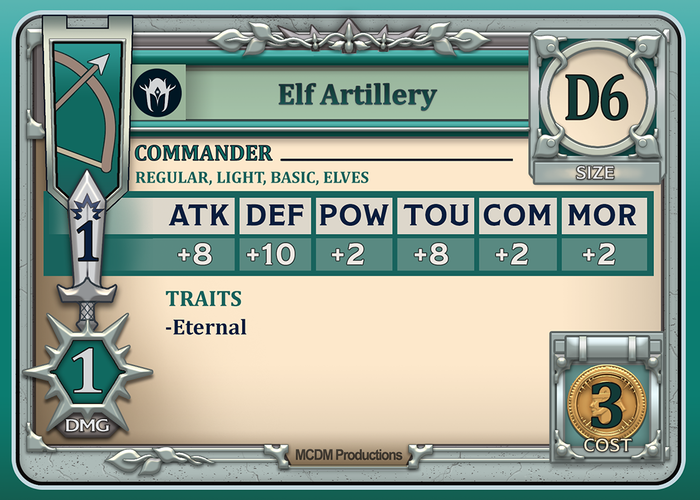 Elf Artillery
D6
SIZE
COMMANDER
REGULAR, LIGHT, BASIC, ELVES
ATK DEF POW TOU COM MOR
+8 +10 +2 +8 +2 +2
1
TRAITS
-Eternal
1
DMG
3
COST
MCDM Productions